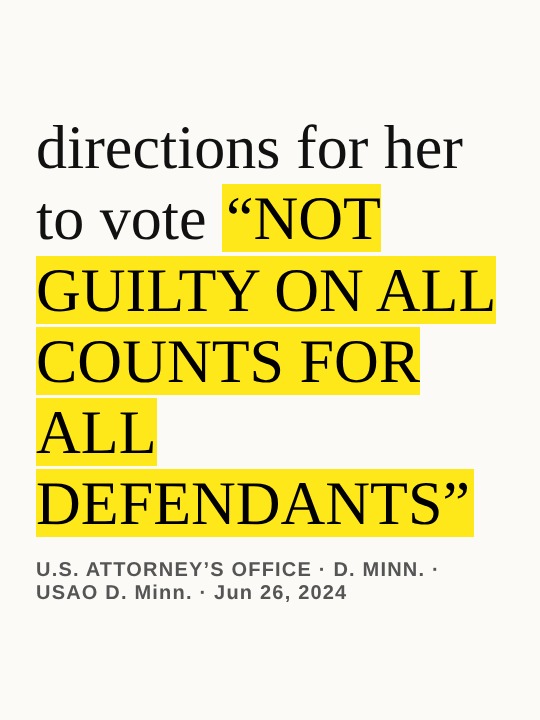 directions for her
to vote “NOT
GUILTY ON ALL
COUNTS FOR
ALL
DEFENDANTS”
U.S. ATTORNEY’S OFFICE · D. MINN. ·
USAO D. Minn. · Jun 26, 2024